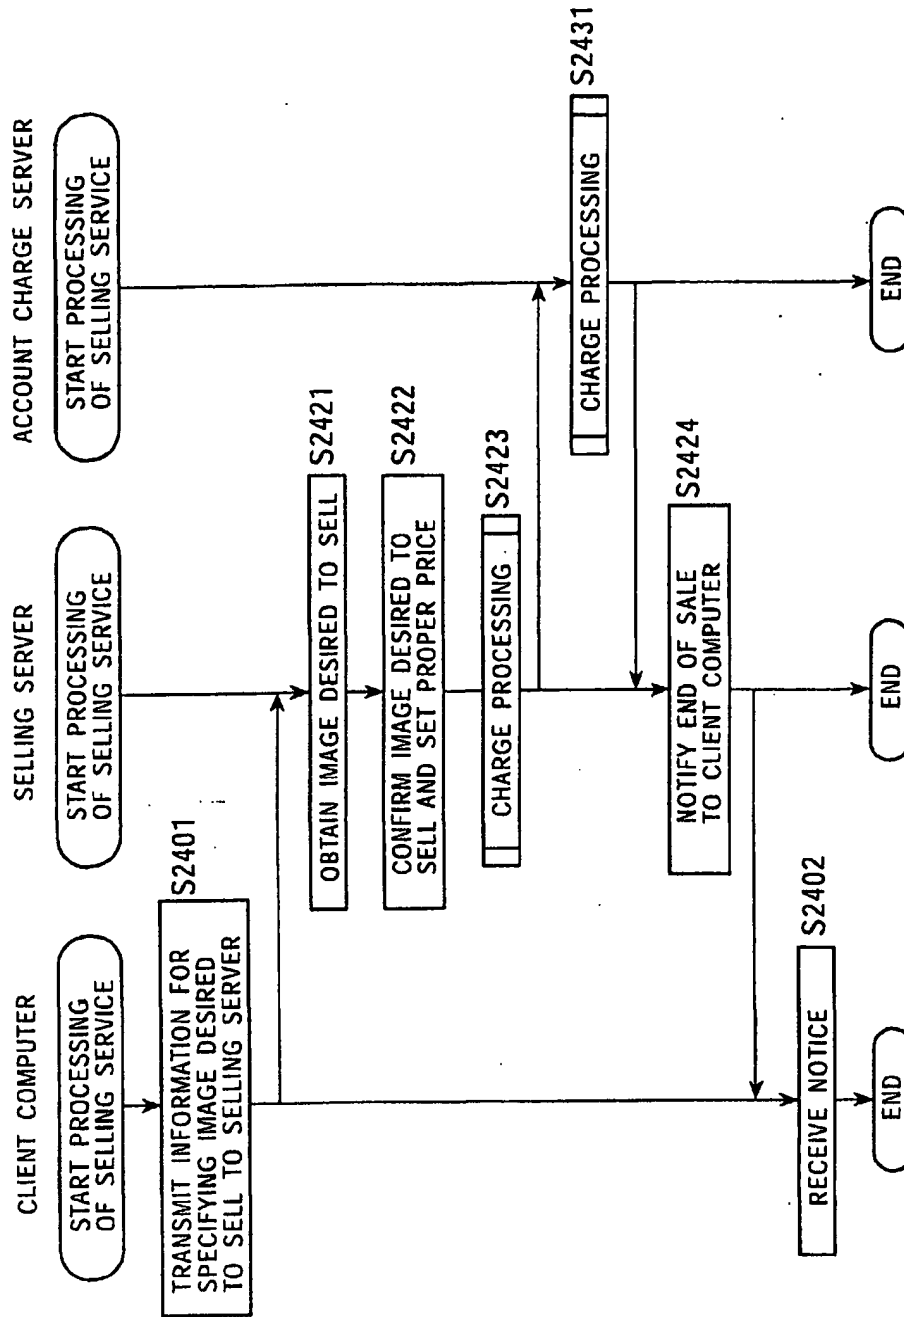 CLIENT COMPUTER
START PROCESSING
OF SELLING SERVICE
S2401
TRANSMIT INFORMATION FOR
SPECIFYING IMAGE DESIRED
TO SELL TO SELLING SERVER
RECEIVE NOTICE
S2402
END
SELLING SERVER
START PROCESSING
OF SELLING SERVICE
OBTAIN IMAGE DESIRED TO SELL
S2421
CONFIRM IMAGE DESIRED TO
SELL AND SET PROPER PRICE
S2422
CHARGE PROCESSING
S2423
NOTIFY END OF SALE
TO CLIENT COMPUTER
S2424
END
ACCOUNT CHARGE SERVER
START PROCESSING
OF SELLING SERVICE
CHARGE PROCESSING
S2431
END